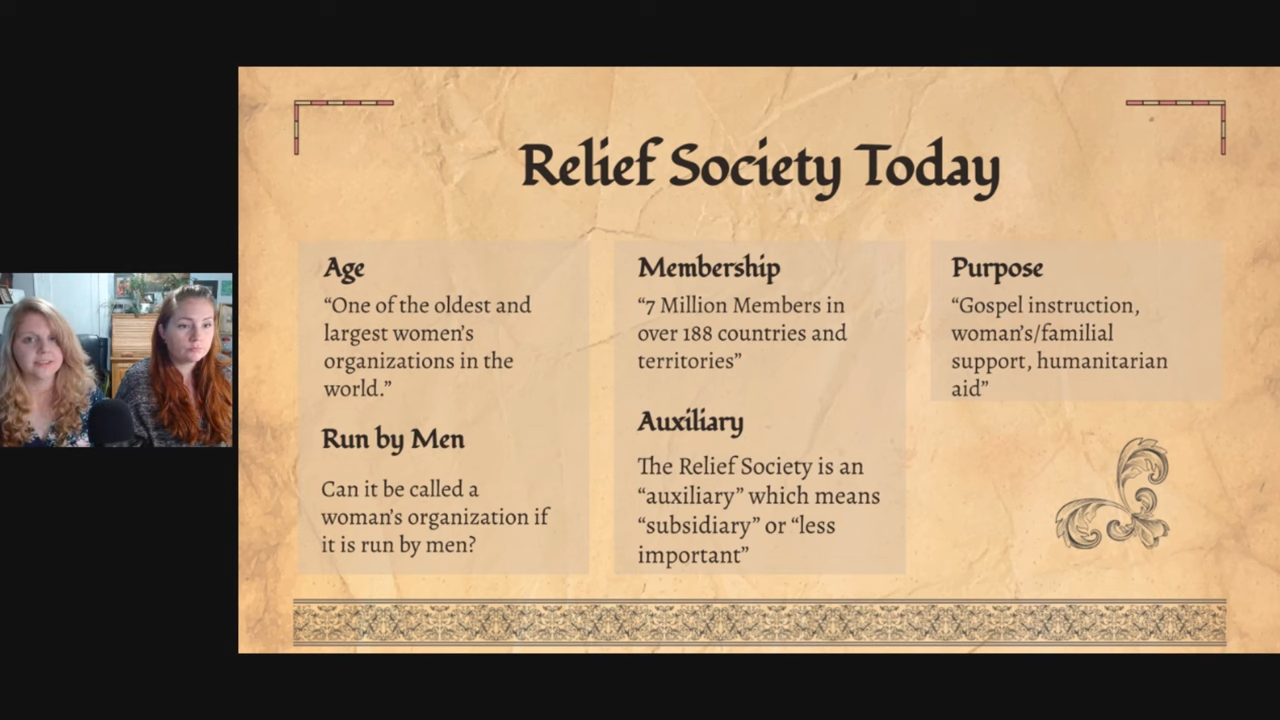 Relief Society Today
Age
“One of the oldest and
largest women’s
organizations in the
world.”
Run by Men
Can it be called a
woman’s organization if
it is run by men?
Membership
“7 Million Members in
over 188 countries and
territories”
Auxiliary
The Relief Society is an
“auxiliary” which means
“subsidiary” or “less
important”
Purpose
“Gospel instruction,
woman’s/familial
support, humanitarian
aid”